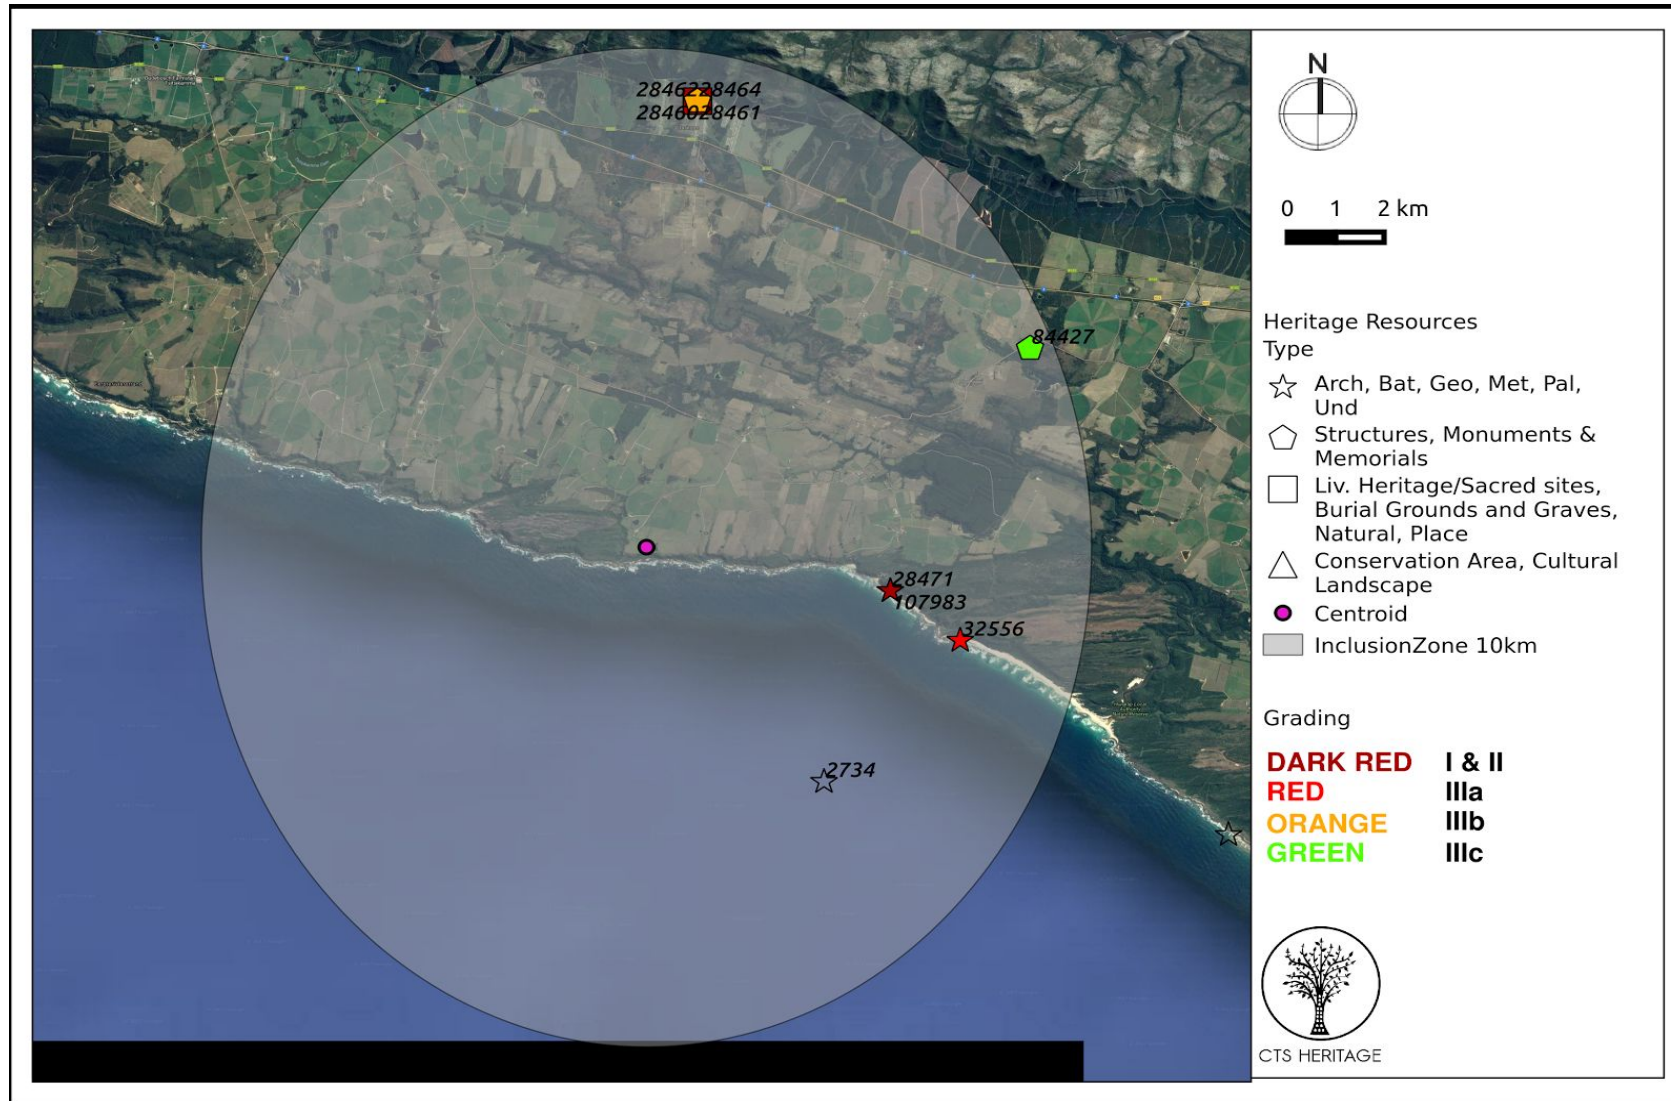 2846228464
2846028461
84427
28471
107983
32556
2734
N
0 1 2 km
Heritage Resources
Type
Arch, Bat, Geo, Met, Pal,
Und
Structures, Monuments &
Memorials
Liv. Heritage/Sacred sites,
Burial Grounds and Graves,
Natural, Place
Conservation Area, Cultural
Landscape
Centroid
InclusionZone 10km
Grading
DARK RED I & II
RED IIIa
ORANGE IIIb
GREEN IIIc
CTS HERITAGE